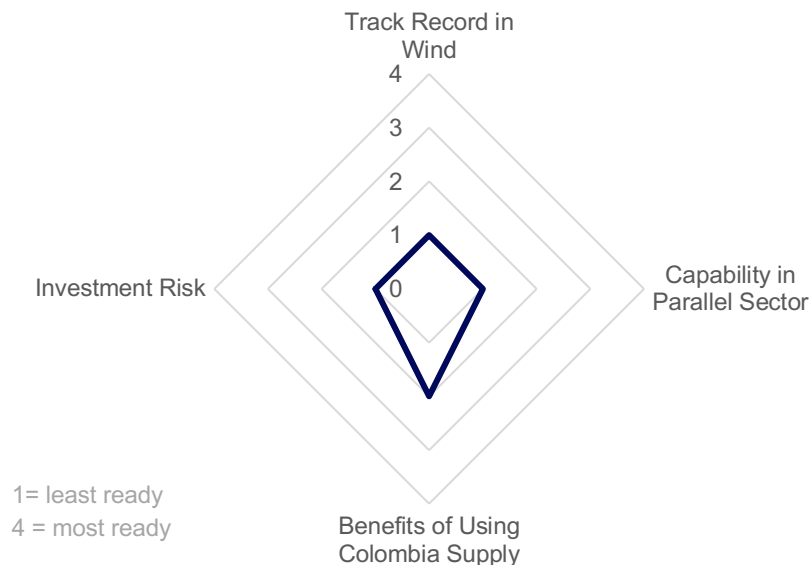 Track Record in
Wind
4
3
2
1
0
Investment Risk
Capability in
Parallel Sector
1= least ready
4 = most ready
Benefits of Using
Colombia Supply